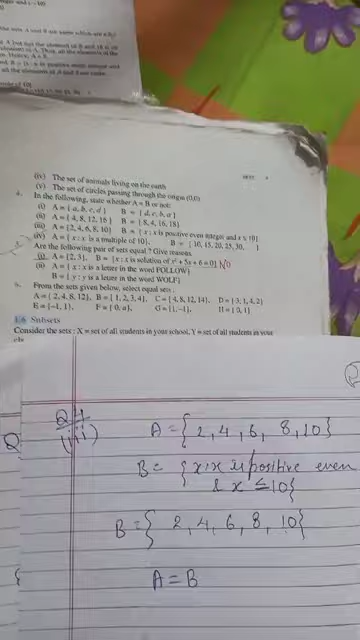 (iv) The set of animals living on the earth
(v) The set of circles passing through the origin (0,0)
4. In the following, state whether A = B or not:
(i) A = { a, b, c, d } B = { d, c, b, a }
(ii) A = { 4, 8, 12, 16 } B = { 8, 4, 16, 18 }
(iii) A = { 2, 4, 6, 8, 10 } B = { x : x is positive even integer and x ≤ 10 }
(iv) A = { x : x is a multiple of 10 }, B = { 10, 15, 20, 25, 30, }
5. Are the following pair of sets equal ? Give reasons.
(i) A = {2, 3}, B = {x : x is solution of x² + 5x + 6 = 0} NO
(ii) A = { x : x is a letter in the word FOLLOW}
B = { y : y is a letter in the word WOLF}
6. From the sets given below, select equal sets :
A = { 2, 4, 8, 12}, B = { 1, 2, 3, 4}, C = { 4, 8, 12, 14}, D = { 3, 1, 4, 2}
E = {–1, 1}, F = { 0, a}, G = {1, –1}, H = { 0, 1}
1.6 Subsets
Consider the sets : X = set of all students in your school, Y = set of all students in your
Q4
(iii) A = { 2, 4, 6, 8, 10 }
B = { x : x is positive even
& x ≤ 10 }
B = { 2, 4, 6, 8, 10 }
A = B